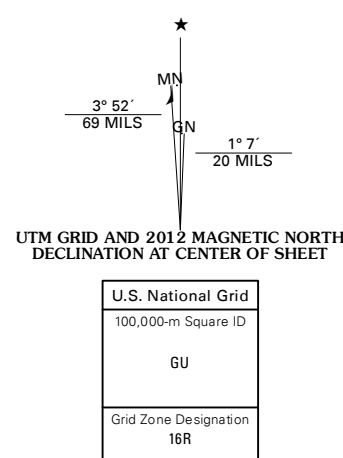 ★
MN
3° 52´
69 MILS
GN
1° 7´
20 MILS
UTM GRID AND 2012 MAGNETIC NORTH
DECLINATION AT CENTER OF SHEET
U.S. National Grid
100,000-m Square ID
GU
Grid Zone Designation
16R